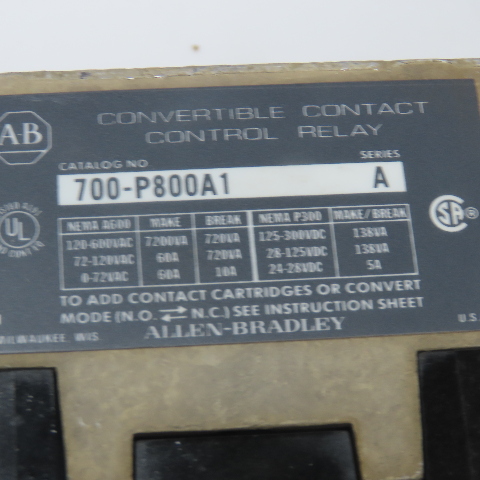 AB
CONVERTIBLE CONTACT
CONTROL RELAY
CATALOG NO SERIES
700-P800A1 A
NEMA A600 MAKE BREAK NEMA P300 MAKE/BREAK
120-600VAC 7200VA 720VA 125-300VDC 138VA
72-120VAC 60A 720VA 28-125VDC 138VA
0-72VAC 60A 10A 24-28VDC 5A
UL
SA
TO ADD CONTACT CARTRIDGES OR CONVERT
MODE (N.O. ⇄ N.C.) SEE INSTRUCTION SHEET
MILWAUKEE WIS ALLEN-BRADLEY U.S.